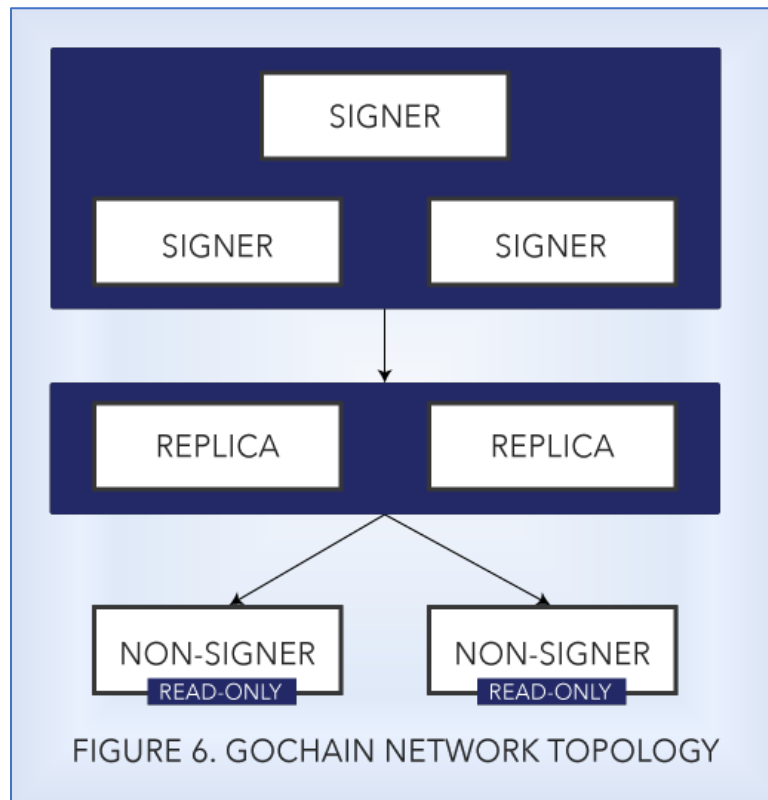 SIGNER
SIGNER SIGNER
REPLICA REPLICA
NON-SIGNER NON-SIGNER
READ-ONLY READ-ONLY
FIGURE 6. GOCHAIN NETWORK TOPOLOGY